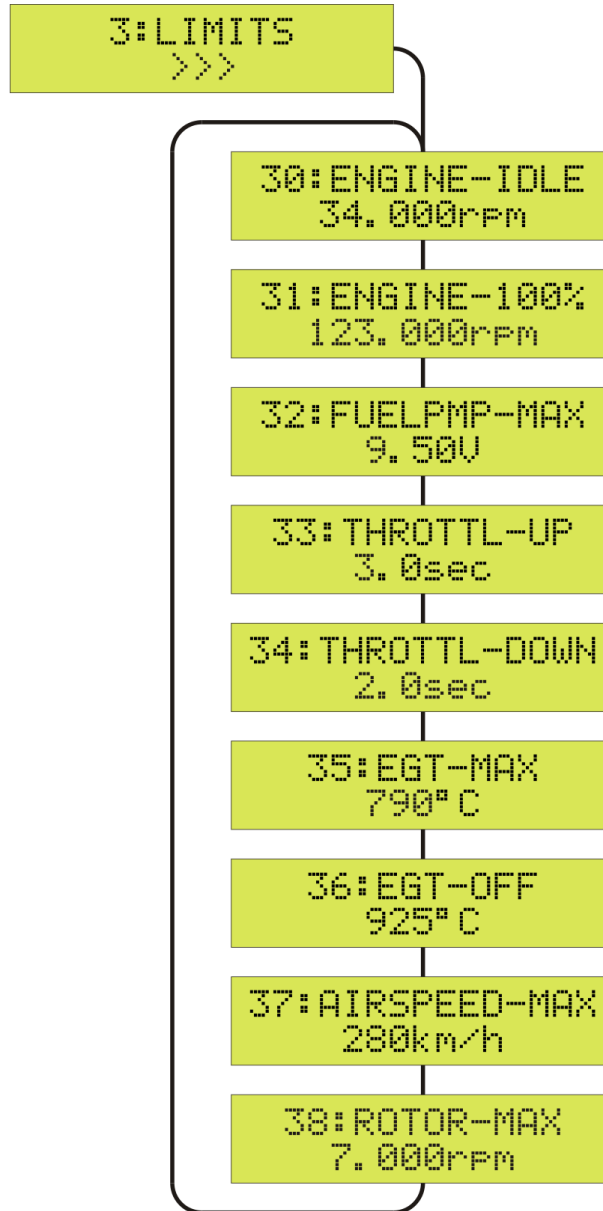 3:LIMITS
>>>
30:ENGINE-IDLE
34.000rpm
31:ENGINE-100%
123.000rpm
32:FUELPMP-MAX
9.50V
33:THROTTL-UP
3.0sec
34:THROTTL-DOWN
2.0sec
35:EGT-MAX
790°C
36:EGT-OFF
925°C
37:AIRSPEED-MAX
280km/h
38:ROTOR-MAX
7.000rpm